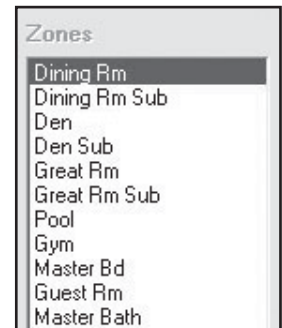 Zones
Dining Rm
Dining Rm Sub
Den
Den Sub
Great Rm
Great Rm Sub
Pool
Gym
Master Bd
Guest Rm
Master Bath